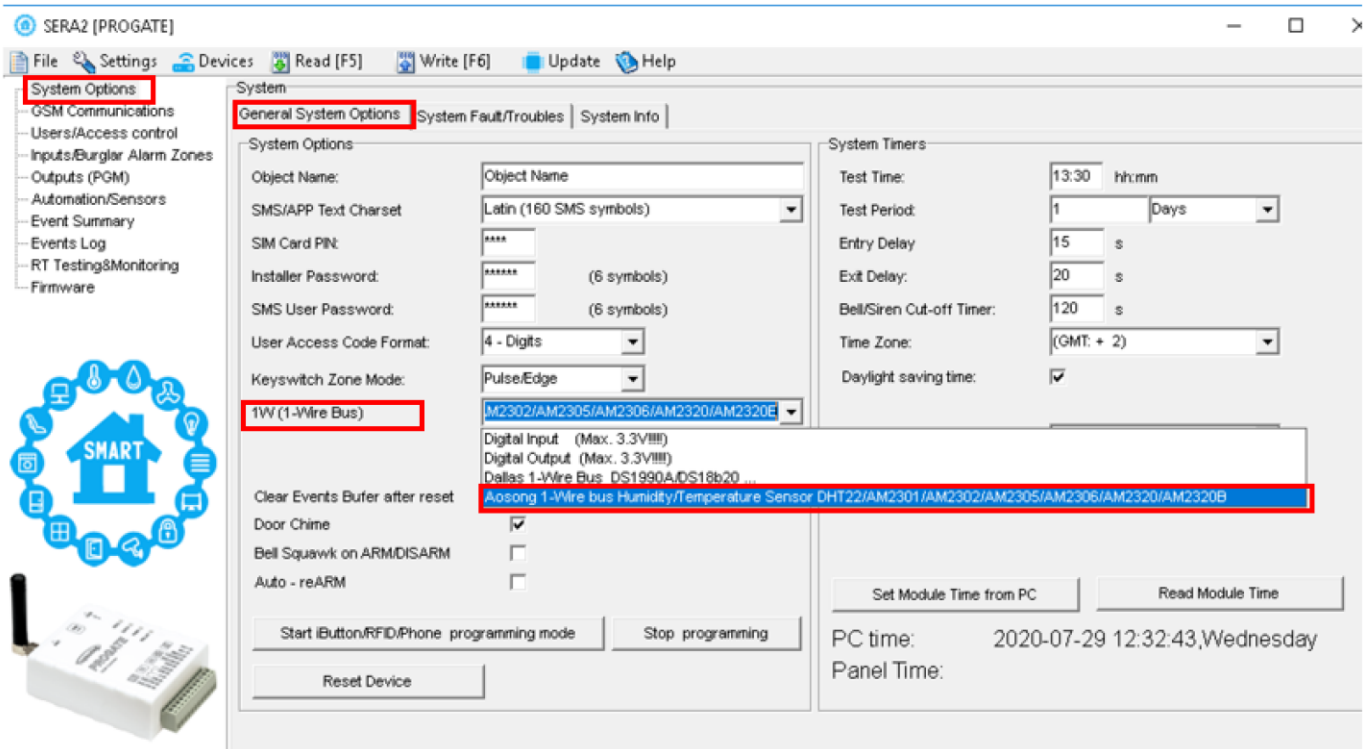 SERA2 [PROGATE]
File Settings Devices Read [F5] Write [F6] Update Help
System Options
GSM Communications
Users/Access control
Inputs/Burglar Alarm Zones
Outputs (PGM)
Automation/Sensors
Event Summary
Events Log
RT Testing&Monitoring
Firmware
SMART
PROGATE
System
General System Options System Fault/Troubles System Info
System Options
Object Name: Object Name
SMS/APP Text Charset Latin (160 SMS symbols)
SIM Card PIN: ****
Installer Password: ****** (6 symbols)
SMS User Password: ****** (6 symbols)
User Access Code Format: 4 - Digits
Keyswitch Zone Mode: Pulse/Edge
1W (1-Wire Bus) M2302/AM2305/AM2306/AM2320/AM2320E
Digital Input (Max. 3.3V!!!!)
Digital Output (Max. 3.3V!!!!)
Dallas 1-Wire Bus DS1990A/DS18b20 ...
Aosong 1-Wire bus Humidity/Temperature Sensor DHT22/AM2301/AM2302/AM2305/AM2306/AM2320/AM2320B
Clear Events Bufer after reset
Door Chime
Bell Squawk on ARM/DISARM
Auto - reARM
Start iButton/RFID/Phone programming mode Stop programming
Reset Device
System Timers
Test Time: 13:30 hh:mm
Test Period: 1 Days
Entry Delay 15 s
Exit Delay: 20 s
Bell/Siren Cut-off Timer: 120 s
Time Zone: (GMT: + 2)
Daylight saving time:
Set Module Time from PC Read Module Time
PC time: 2020-07-29 12:32:43,Wednesday
Panel Time: